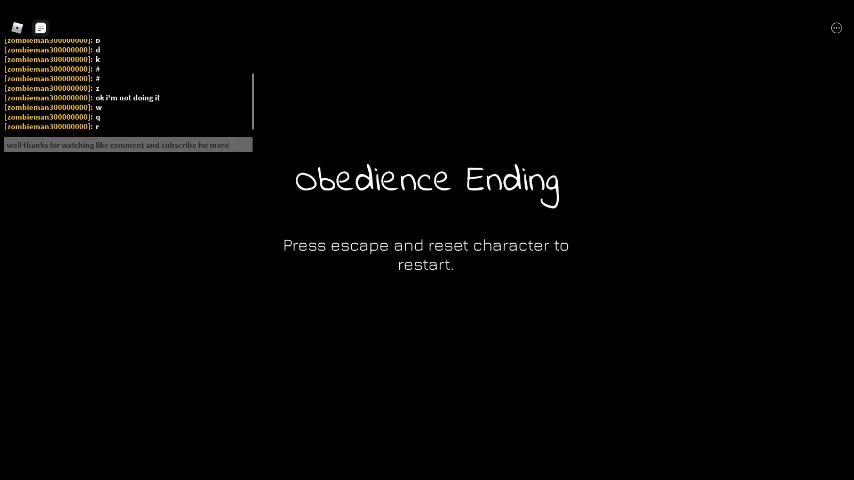 [zombieman300000000]: b
[zombieman300000000]: d
[zombieman300000000]: k
[zombieman300000000]: #
[zombieman300000000]: #
[zombieman300000000]: z
[zombieman300000000]: ok i'm not doing it
[zombieman300000000]: w
[zombieman300000000]: q
[zombieman300000000]: r
well thanks for watching like comment and subscribe for more
Obedience Ending
Press escape and reset character to
restart.